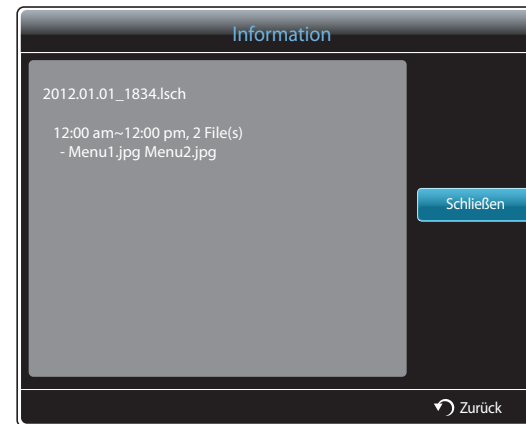 Information
2012.01.01_1834.lsch
12:00 am~12:00 pm, 2 File(s)
- Menu1.jpg Menu2.jpg
Schließen
Zurück